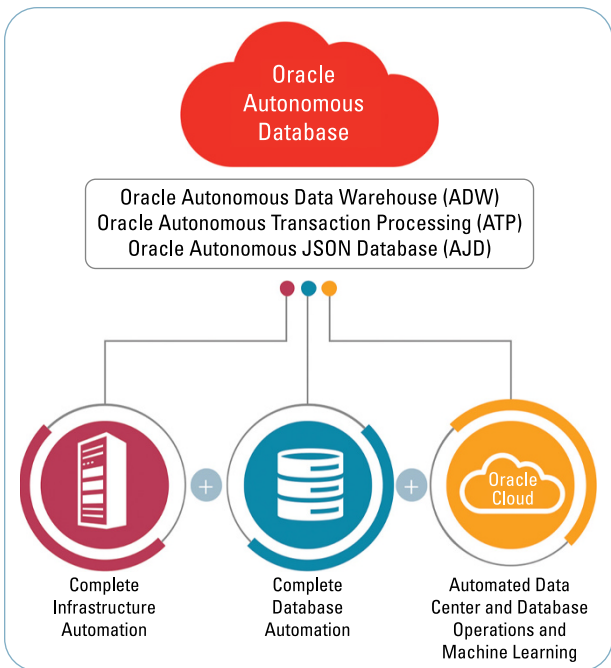 Oracle
Autonomous
Database
Oracle Autonomous Data Warehouse (ADW)
Oracle Autonomous Transaction Processing (ATP)
Oracle Autonomous JSON Database (AJD)
+
+
Oracle
Cloud
Complete
Infrastructure
Automation
Complete
Database
Automation
Automated Data
Center and Database
Operations and
Machine Learning